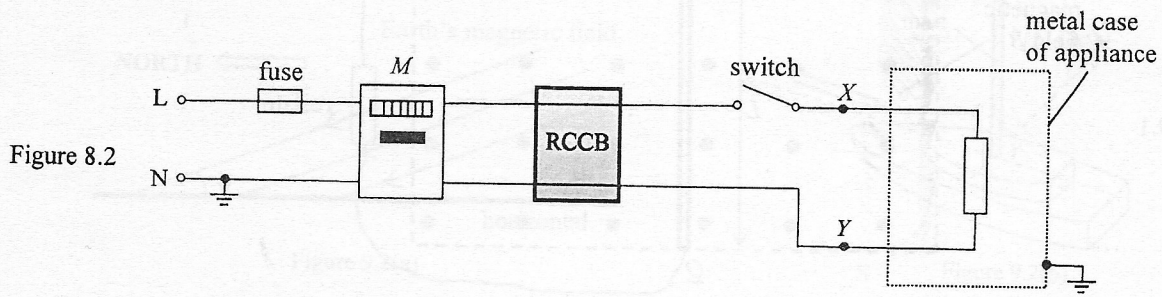 metal case
of appliance
fuse
M
switch
X
L
RCCB
Figure 8.2
N
Y